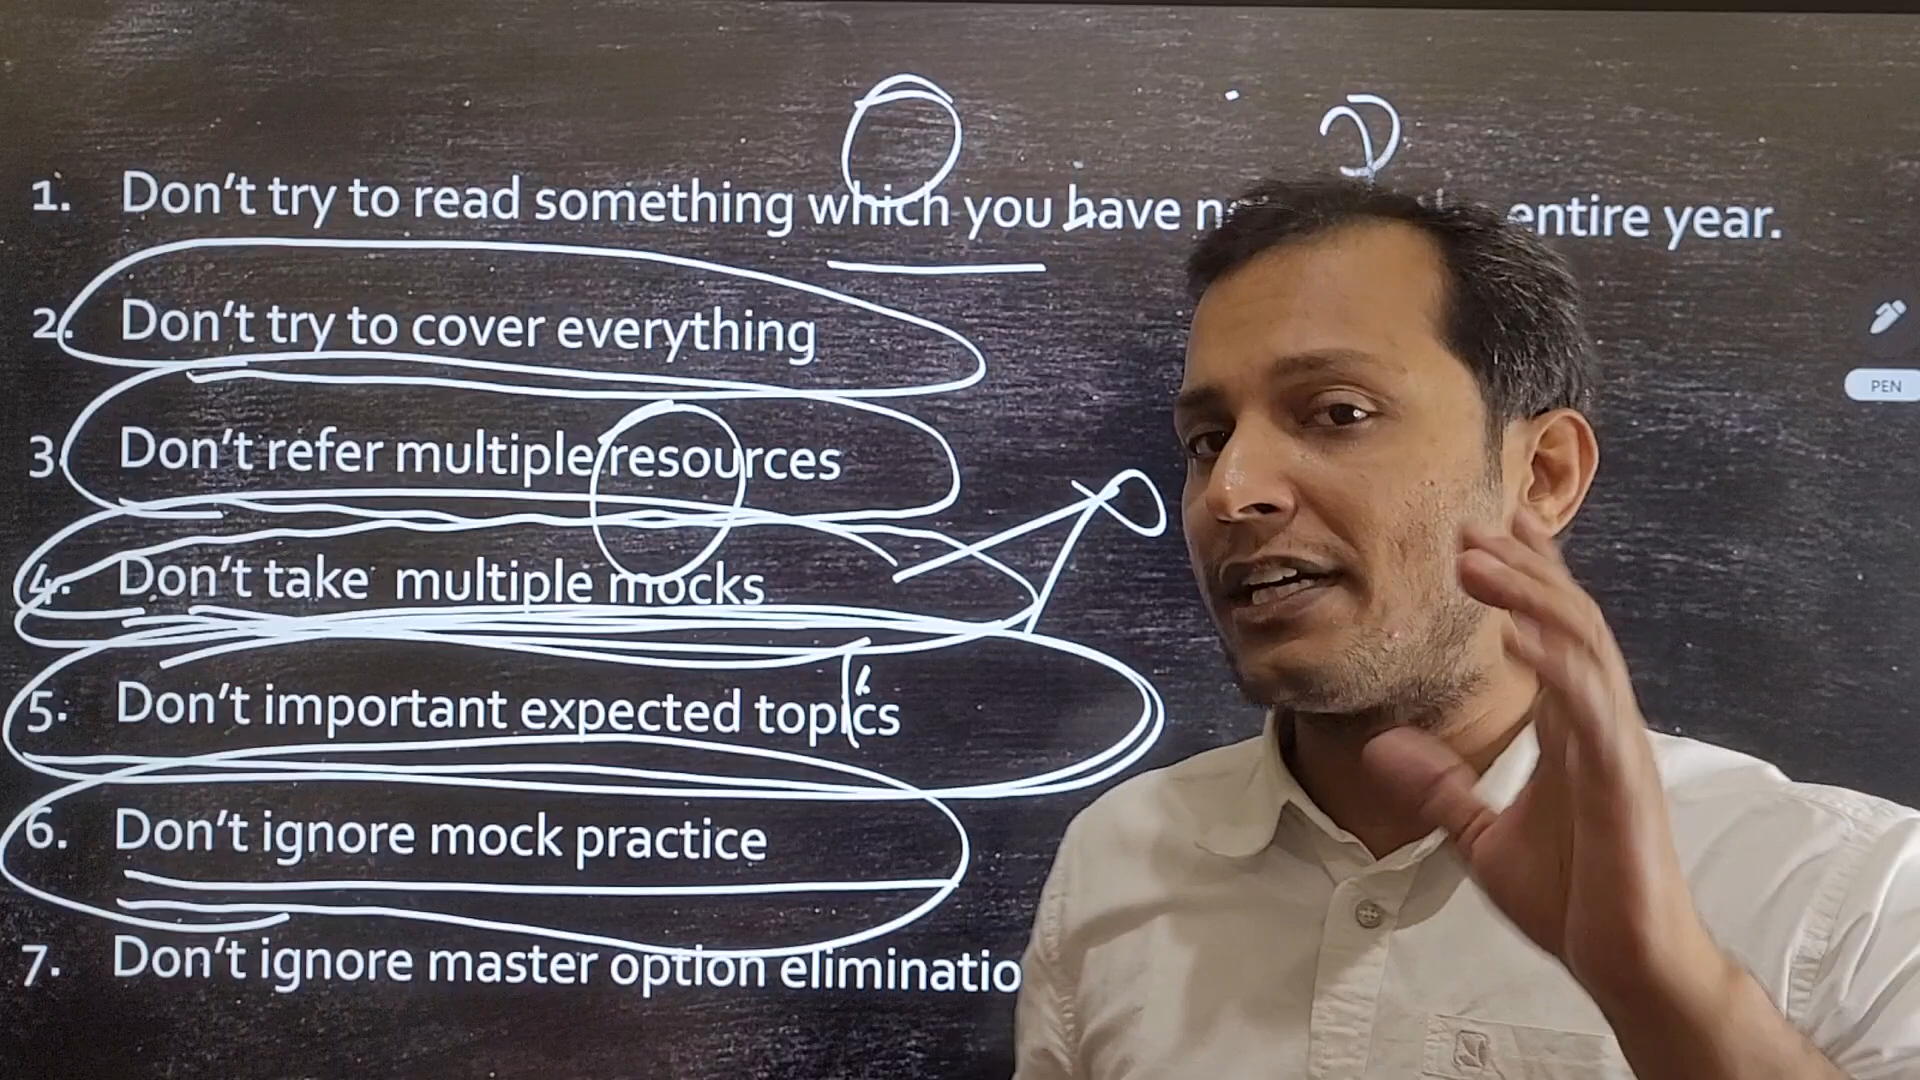 1. Don't try to read something which you have entire year.
2. Don't try to cover everything
3. Don't refer multiple resources
4. Don't take multiple mocks
5. Don't important expected topics
6. Don't ignore mock practice
7. Don't ignore master option eliminatio
PEN